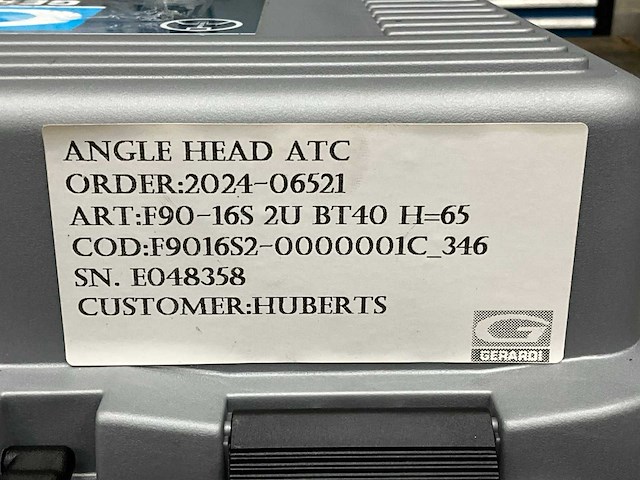 ANGLE HEAD ATC
ORDER:2024-06521
ART:F90-16S 2U BT40 H=65
COD:F9016S2-0000001C_346
SN. E048358
CUSTOMER:HUBERTS
G
GERARDI